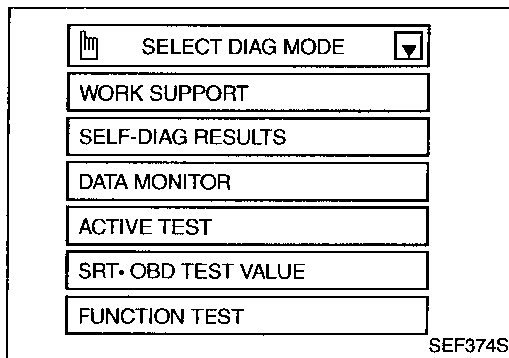 SELECT DIAG MODE
WORK SUPPORT
SELF-DIAG RESULTS
DATA MONITOR
ACTIVE TEST
SRT• OBD TEST VALUE
FUNCTION TEST
SEF374S